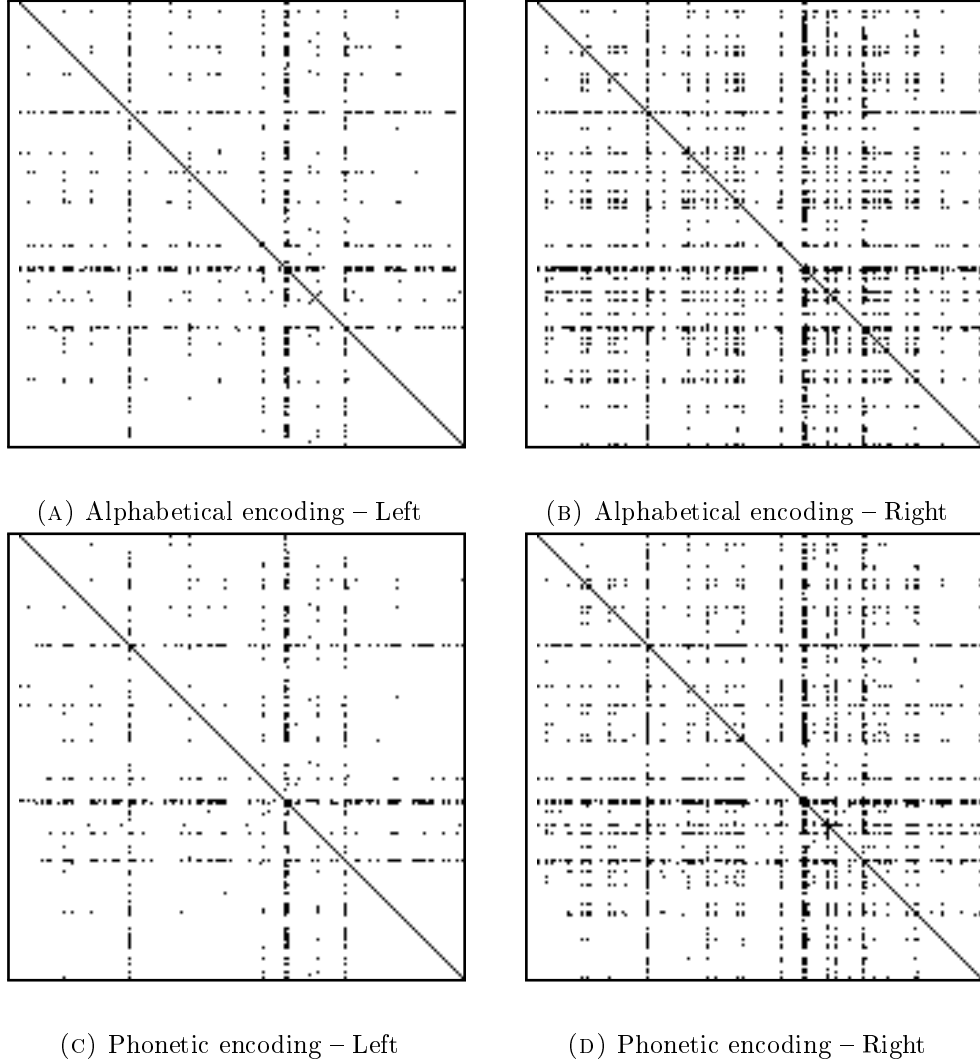 (A) Alphabetical encoding – Left
(B) Alphabetical encoding – Right
(C) Phonetic encoding – Left
(D) Phonetic encoding – Right